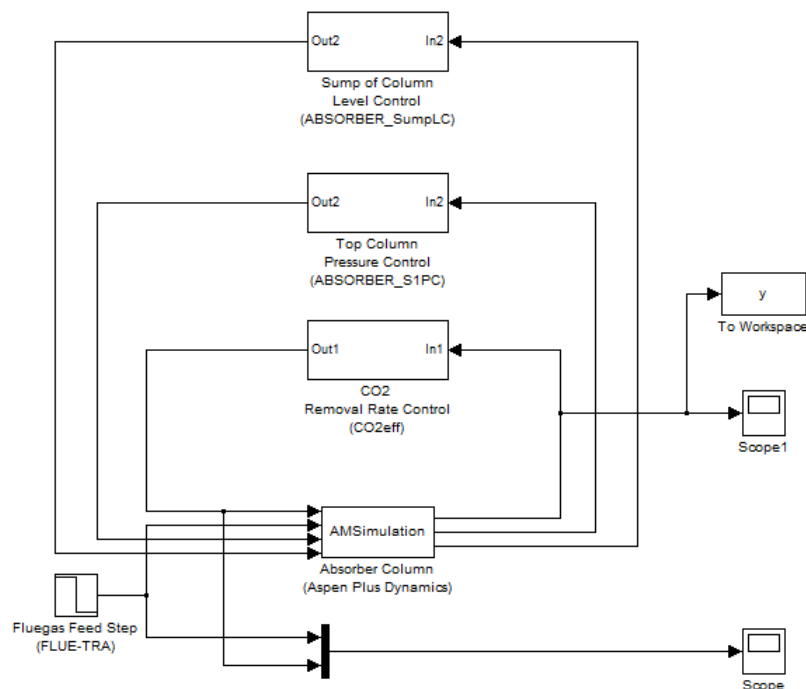 Out2
In2
Sump of Column
Level Control
(ABSORBER_SumpLC)
Out2
In2
Top Column
Pressure Control
(ABSORBER_S1PC)
y
To Workspace
Out1
In1
CO2
Removal Rate Control
(CO2eff)
Scope1
AMSimulation
Absorber Column
(Aspen Plus Dynamics)
Fluegas Feed Step
(FLUE-TRA)
Scope